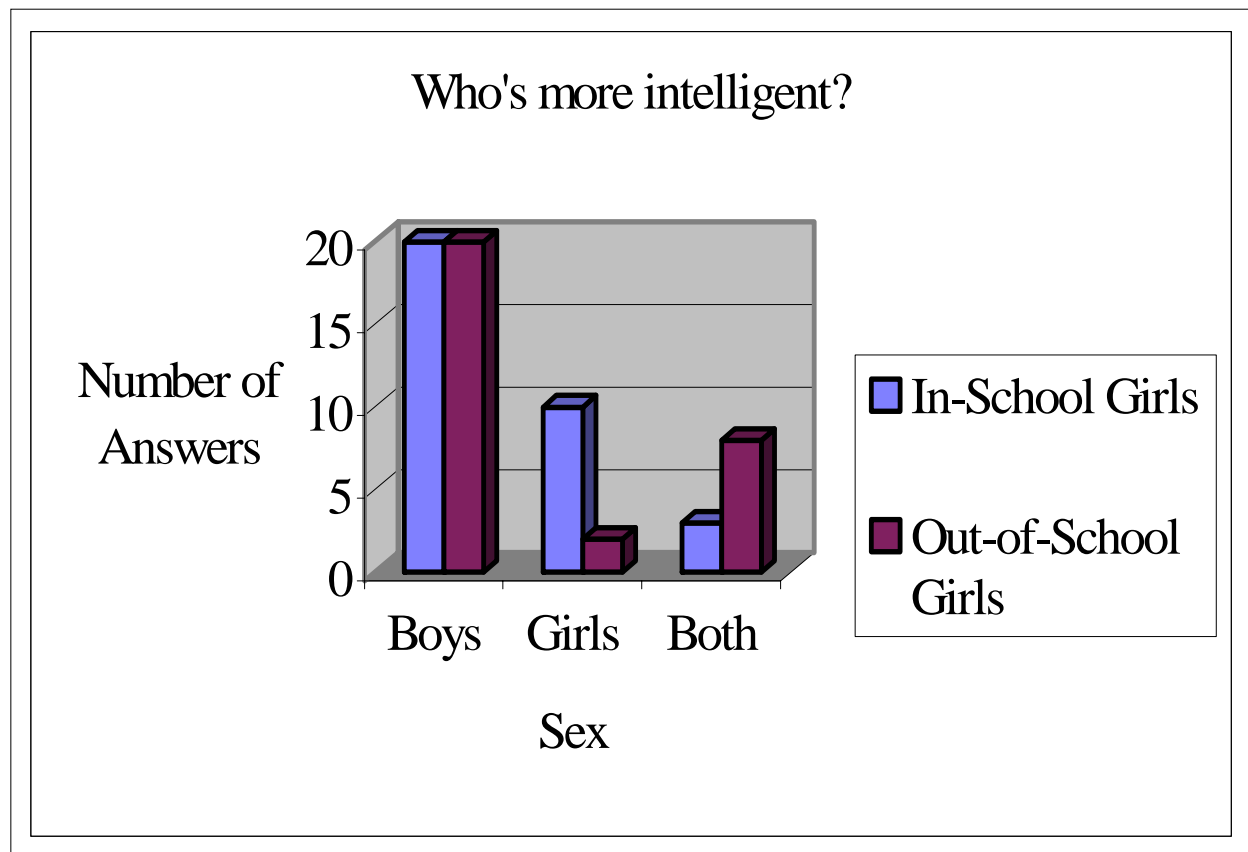 Who's more intelligent?
20
15
10
5
0
Number of
Answers
Boys Girls Both
Sex
In-School Girls
Out-of-School
Girls